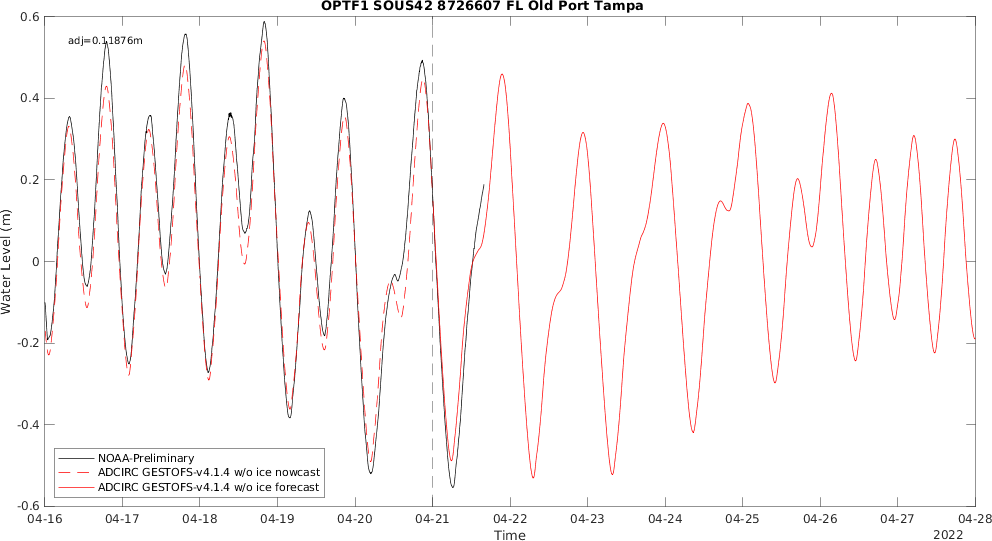 OPTF1 SOUS42 8726607 FL Old Port Tampa
adj=0.11876m
0.6
0.4
0.2
0
-0.2
-0.4
-0.6
Water Level (m)
NOAA-Preliminary
ADCIRC GESTOFS-v4.1.4 w/o ice nowcast
ADCIRC GESTOFS-v4.1.4 w/o ice forecast
04-16 04-17 04-18 04-19 04-20 04-21 04-22 04-23 04-24 04-25 04-26 04-27 04-28
Time
2022